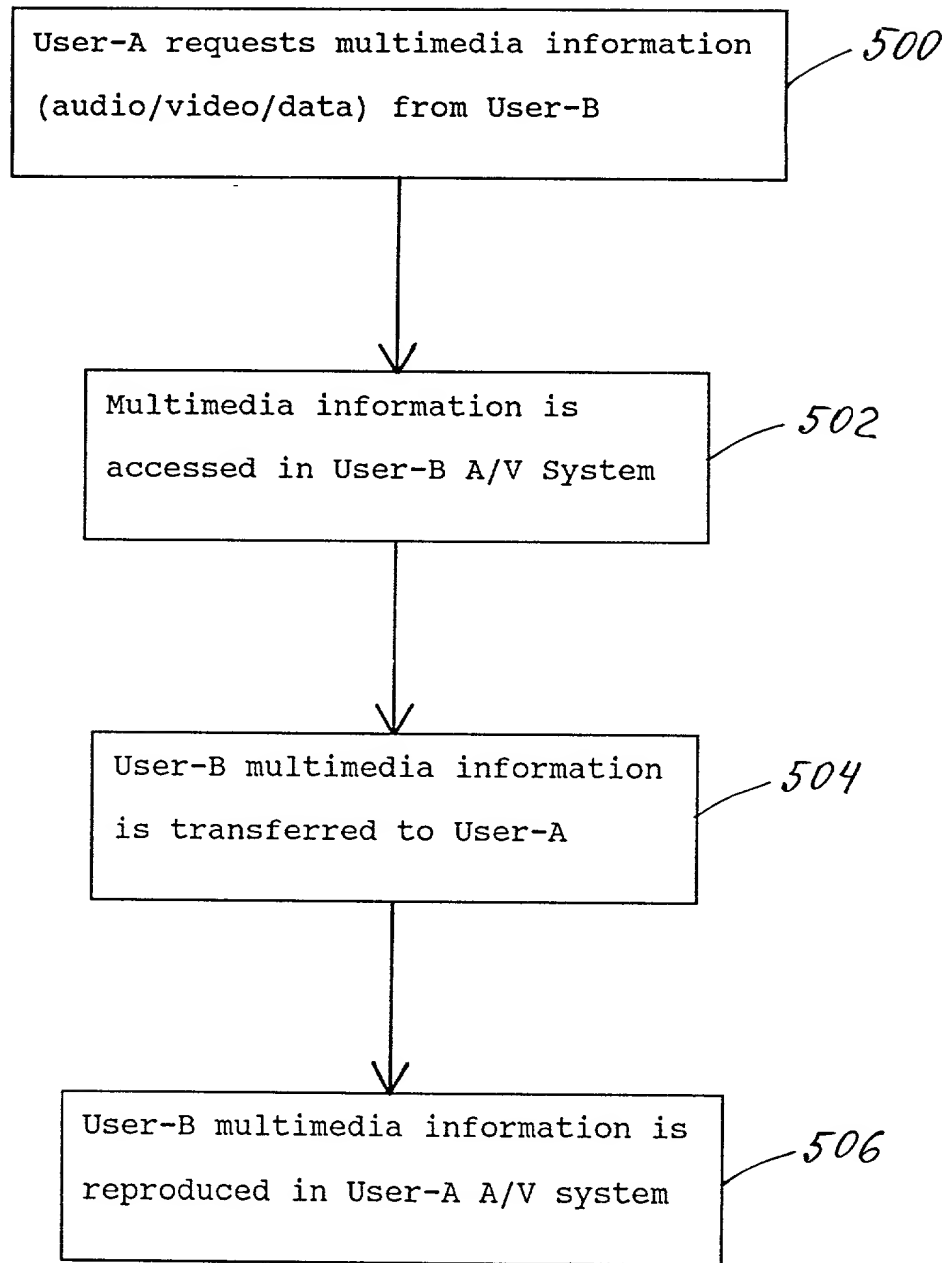 User-A requests multimedia information
(audio/video/data) from User-B
500
Multimedia information is
accessed in User-B A/V System
502
User-B multimedia information
is transferred to User-A
504
User-B multimedia information is
reproduced in User-A A/V system
506